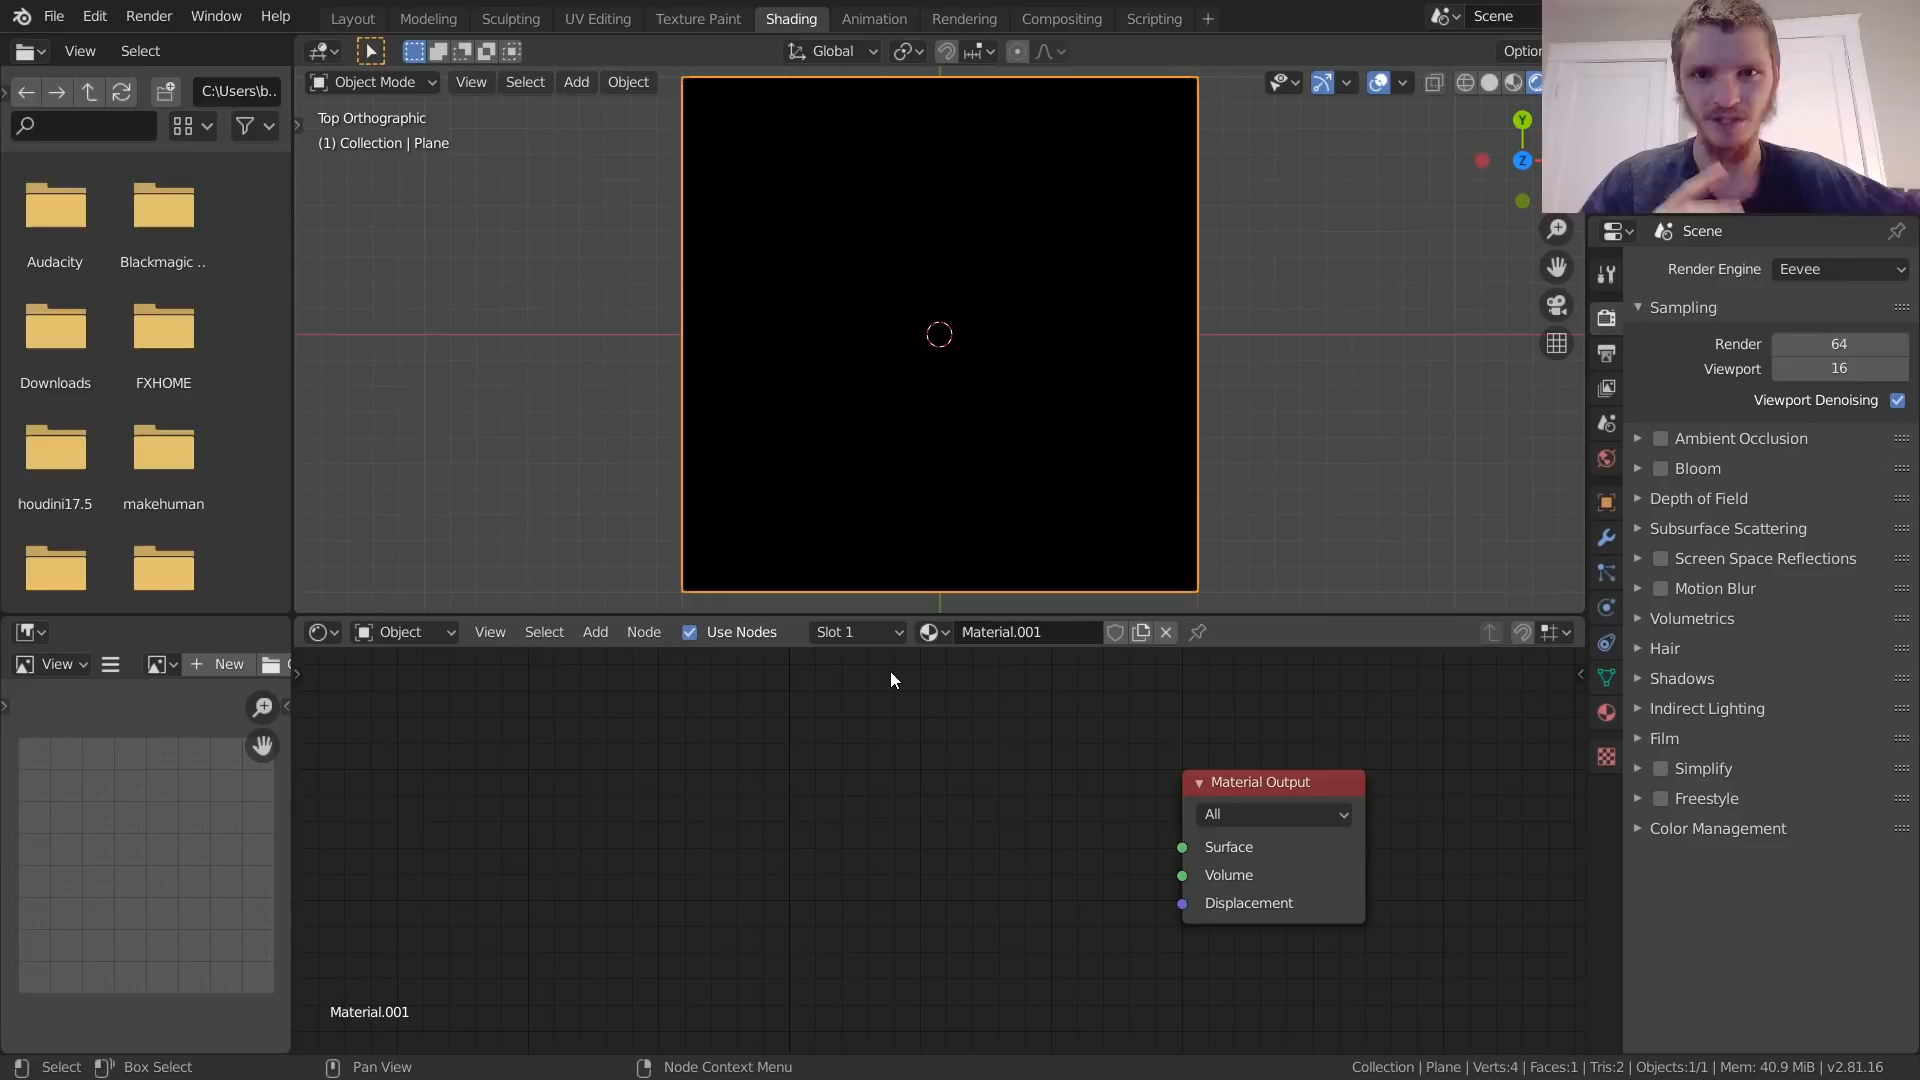 File Edit Render Window Help
Layout Modeling Sculpting UV Editing Texture Paint Shading Animation Rendering Compositing Scripting +
Scene
View Select
Global
Optio
C:\Users\b..
Object Mode View Select Add Object
Top Orthographic
(1) Collection | Plane
Y
Z
Audacity Blackmagic ..
Downloads FXHOME
houdini17.5 makehuman
Scene
Render Engine Eevee
Sampling
Render 64
Viewport 16
Viewport Denoising
Ambient Occlusion
Bloom
Depth of Field
Subsurface Scattering
Screen Space Reflections
Motion Blur
Volumetrics
Hair
Shadows
Indirect Lighting
Film
Simplify
Freestyle
Color Management
Object View Select Add Node Use Nodes Slot 1 Material.001
View + New
Material Output
All
Surface
Volume
Displacement
Material.001
Select Box Select Pan View Node Context Menu
Collection | Plane | Verts:4 | Faces:1 | Tris:2 | Objects:1/1 | Mem: 40.9 MiB | v2.81.16